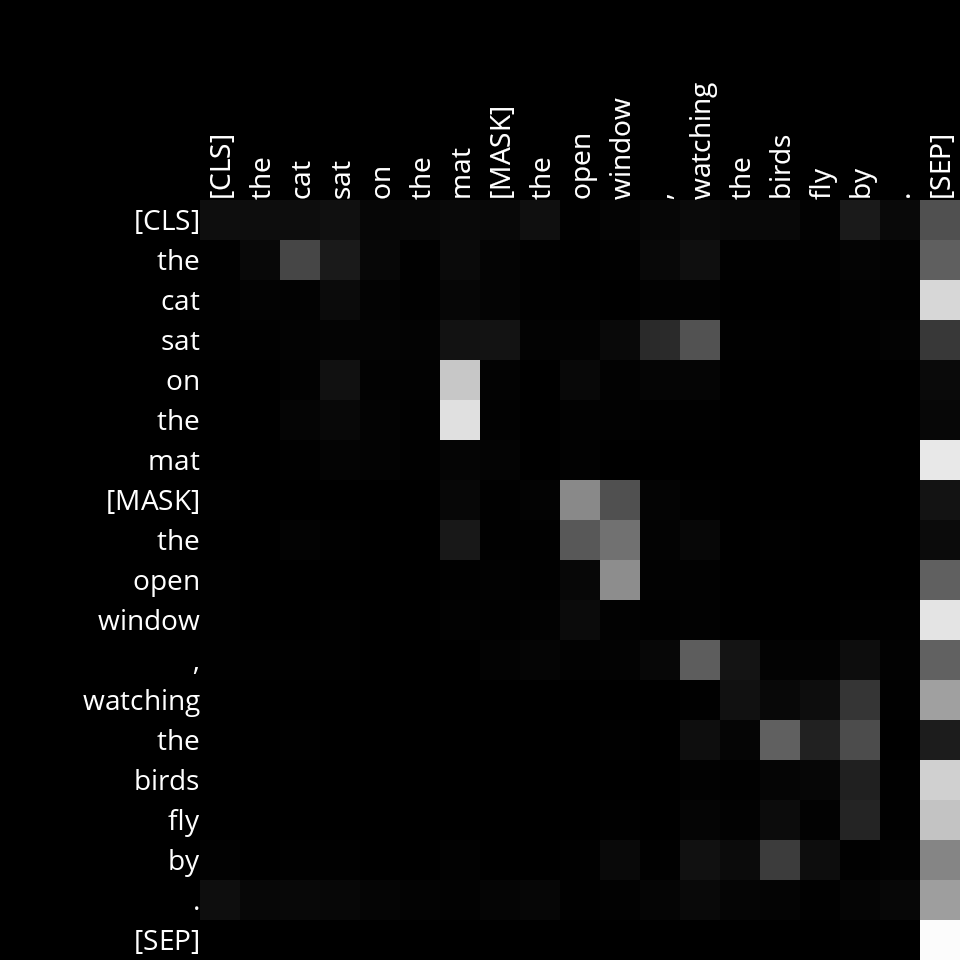 [CLS]
the
cat
sat
on
the
mat
[MASK]
the
open
window
,
watching
the
birds
fly
by
.
[SEP]
[CLS]
the
cat
sat
on
the
mat
[MASK]
the
open
window
,
watching
the
birds
fly
by
.
[SEP]